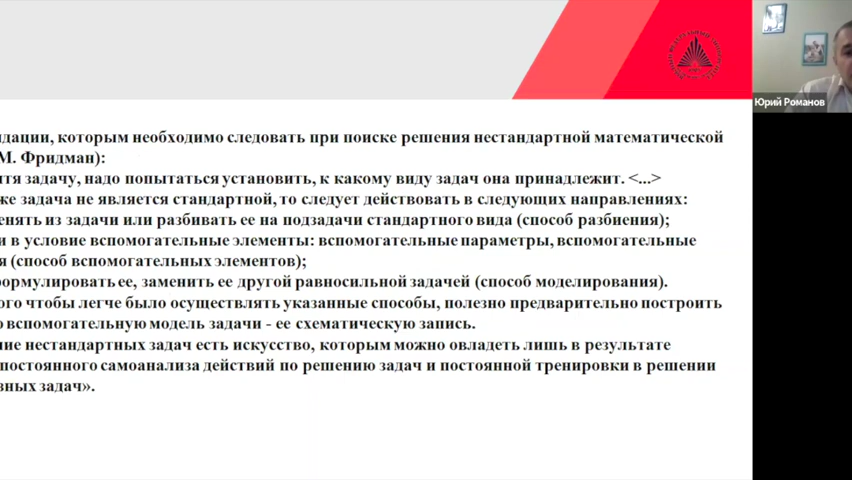 дации, которым необходимо следовать при поиске решения нестандартной математической
М. Фридман):
тя задачу, надо попытаться установить, к какому виду задач она принадлежит. <...>
же задача не является стандартной, то следует действовать в следующих направлениях:
енять из задачи или разбивать ее на подзадачи стандартного вида (способ разбиения);
и в условие вспомогательные элементы: вспомогательные параметры, вспомогательные
я (способ вспомогательных элементов);
формулировать ее, заменить ее другой равносильной задачей (способ моделирования).
ого чтобы легче было осуществлять указанные способы, полезно предварительно построить
о вспомогательную модель задачи - ее схематическую запись.
ие нестандартных задач есть искусство, которым можно овладеть лишь в результате
постоянного самоанализа действий по решению задач и постоянной тренировки в решении
зных задач».
Юрий Романов